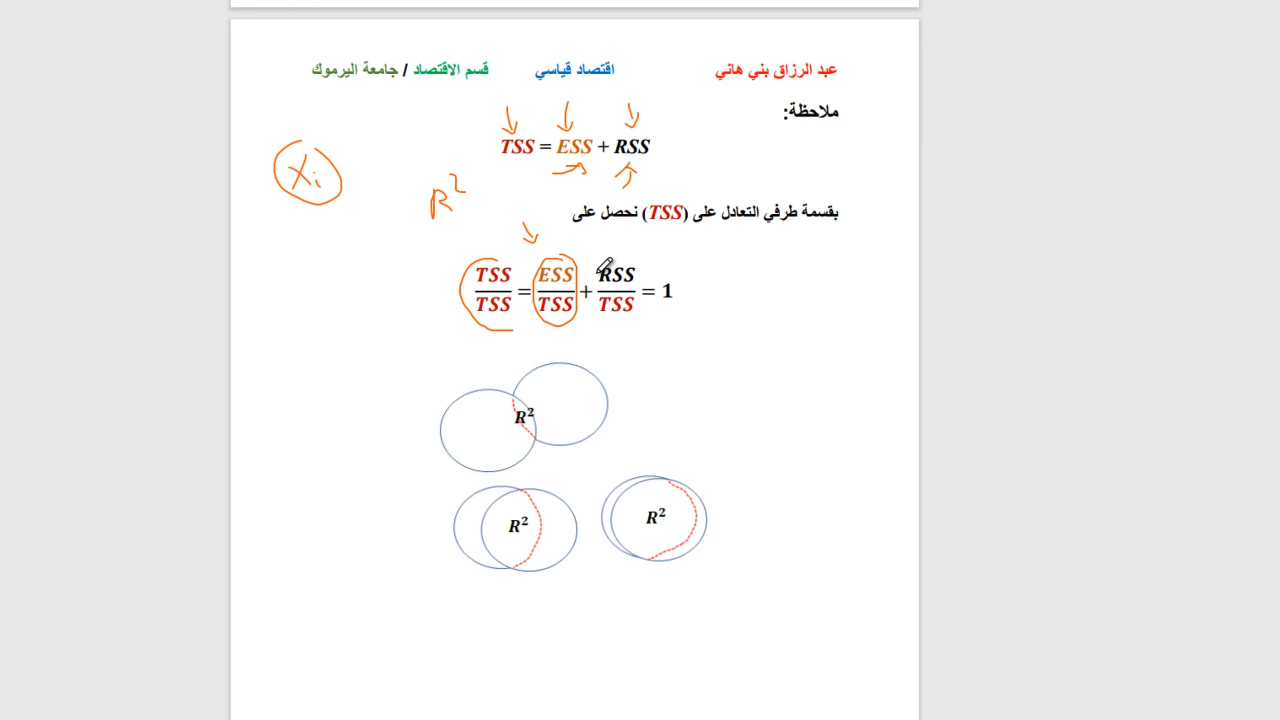 عبد الرزاق بني هاني اقتصاد قياسي قسم الاقتصاد / جامعة اليرموك
ملاحظة:
TSS = ESS + RSS
Xi
R²
بقسمة طرفي التعادل على (TSS) نحصل على
TSS/TSS = ESS/TSS + RSS/TSS = 1
R²
R²
R²